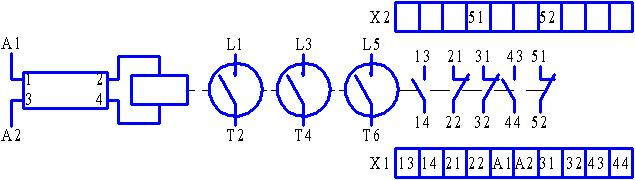 X2 51 52
A1 L1 L3 L5
13 21 31 43 51
1 2
3 4
14 22 32 44 52
A2 T2 T4 T6
X1 13 14 21 22 A1 A2 31 32 43 44